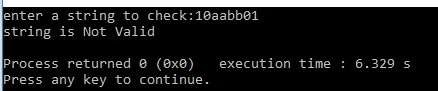 enter a string to check:10aabb01
string is Not Valid
Process returned 0 (0x0)   execution time : 6.329 s
Press any key to continue.